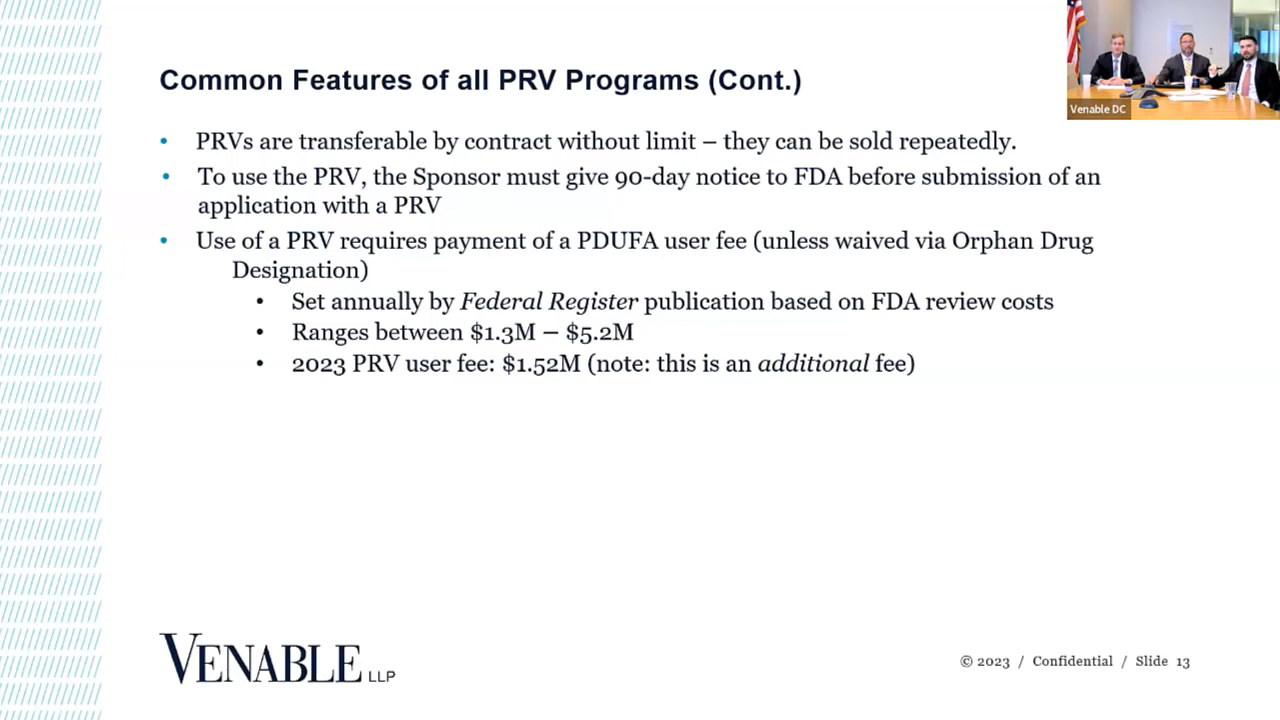 Common Features of all PRV Programs (Cont.)
Venable DC
• PRVs are transferable by contract without limit – they can be sold repeatedly.
• To use the PRV, the Sponsor must give 90-day notice to FDA before submission of an
application with a PRV
• Use of a PRV requires payment of a PDUFA user fee (unless waived via Orphan Drug
Designation)
• Set annually by Federal Register publication based on FDA review costs
• Ranges between $1.3M – $5.2M
• 2023 PRV user fee: $1.52M (note: this is an additional fee)
VENABLE LLP
© 2023 / Confidential / Slide 13